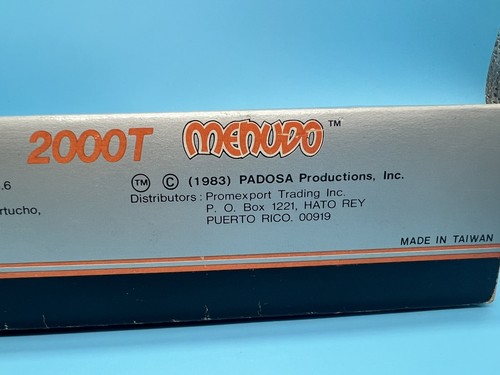 2000T MENUDO™
.6
rtucho,
TM © (1983) PADOSA Productions, Inc.
Distributors: Promexport Trading Inc.
P. O. Box 1221, HATO REY
PUERTO RICO. 00919
MADE IN TAIWAN